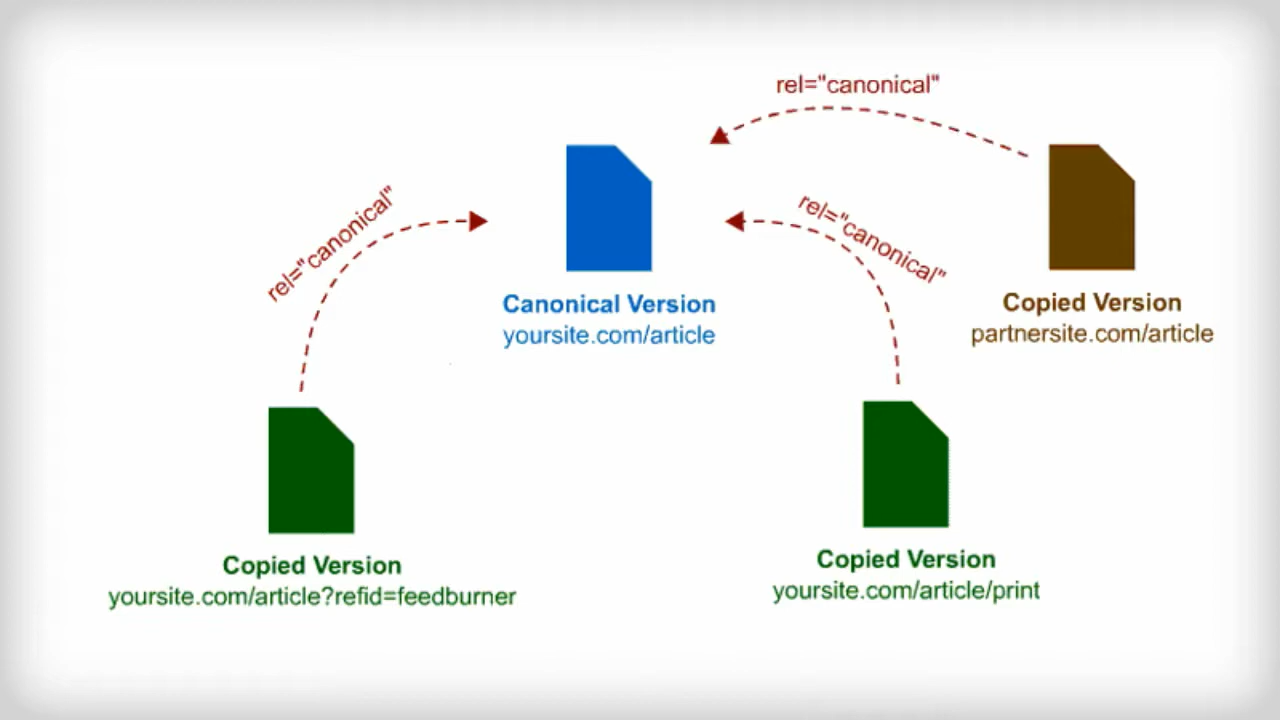 rel="canonical"
rel="canonical"
rel="canonical"
Canonical Version
yoursite.com/article
Copied Version
partnersite.com/article
Copied Version
yoursite.com/article?refid=feedburner
Copied Version
yoursite.com/article/print